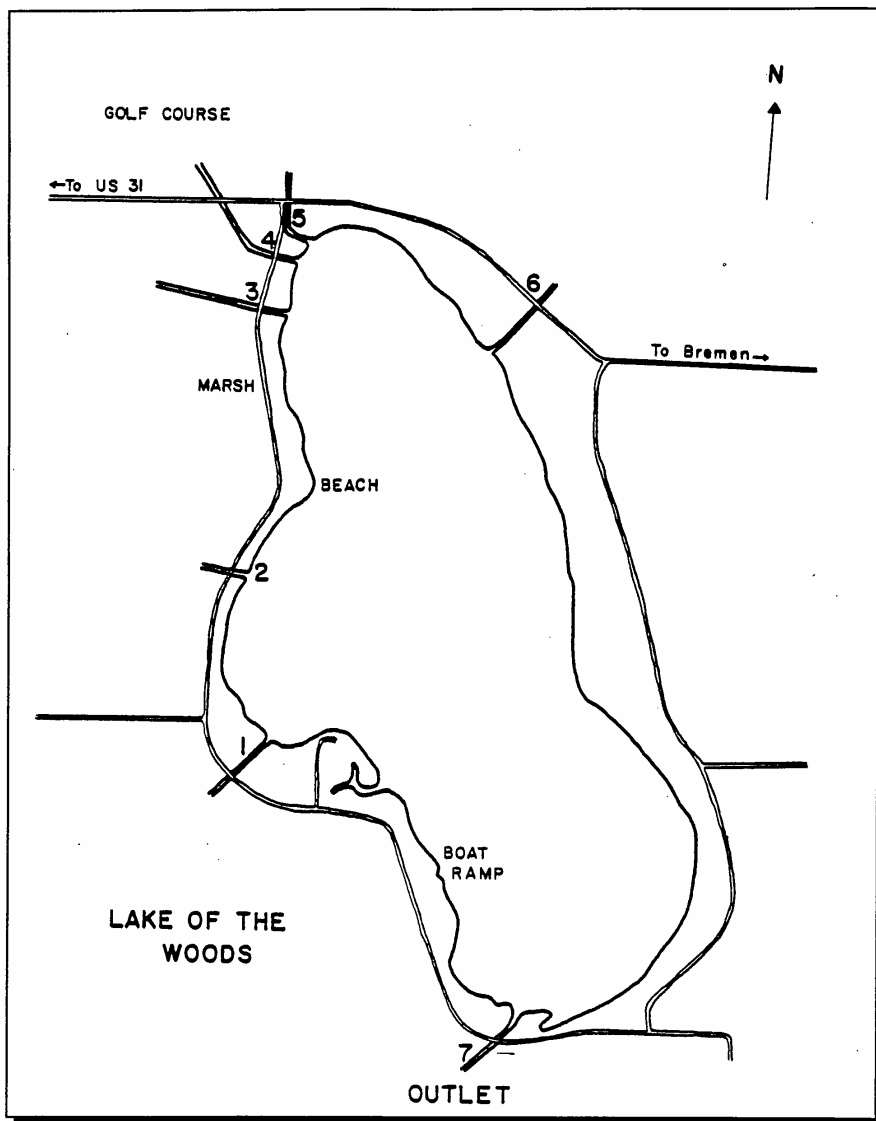 N
GOLF COURSE
←To US 31
5
4
6
3
To Bremen→
MARSH
BEACH
2
1
BOAT
RAMP
LAKE OF THE
WOODS
7
OUTLET